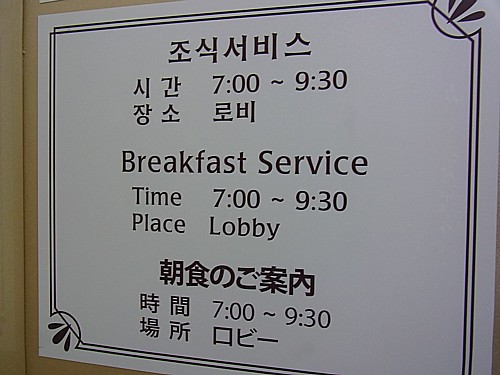 조식서비스
시 간 7:00 ~ 9:30
장 소 로비
Breakfast Service
Time 7:00 ~ 9:30
Place Lobby
朝食のご案內
時 間 7:00 ~ 9:30
場 所 ロビー